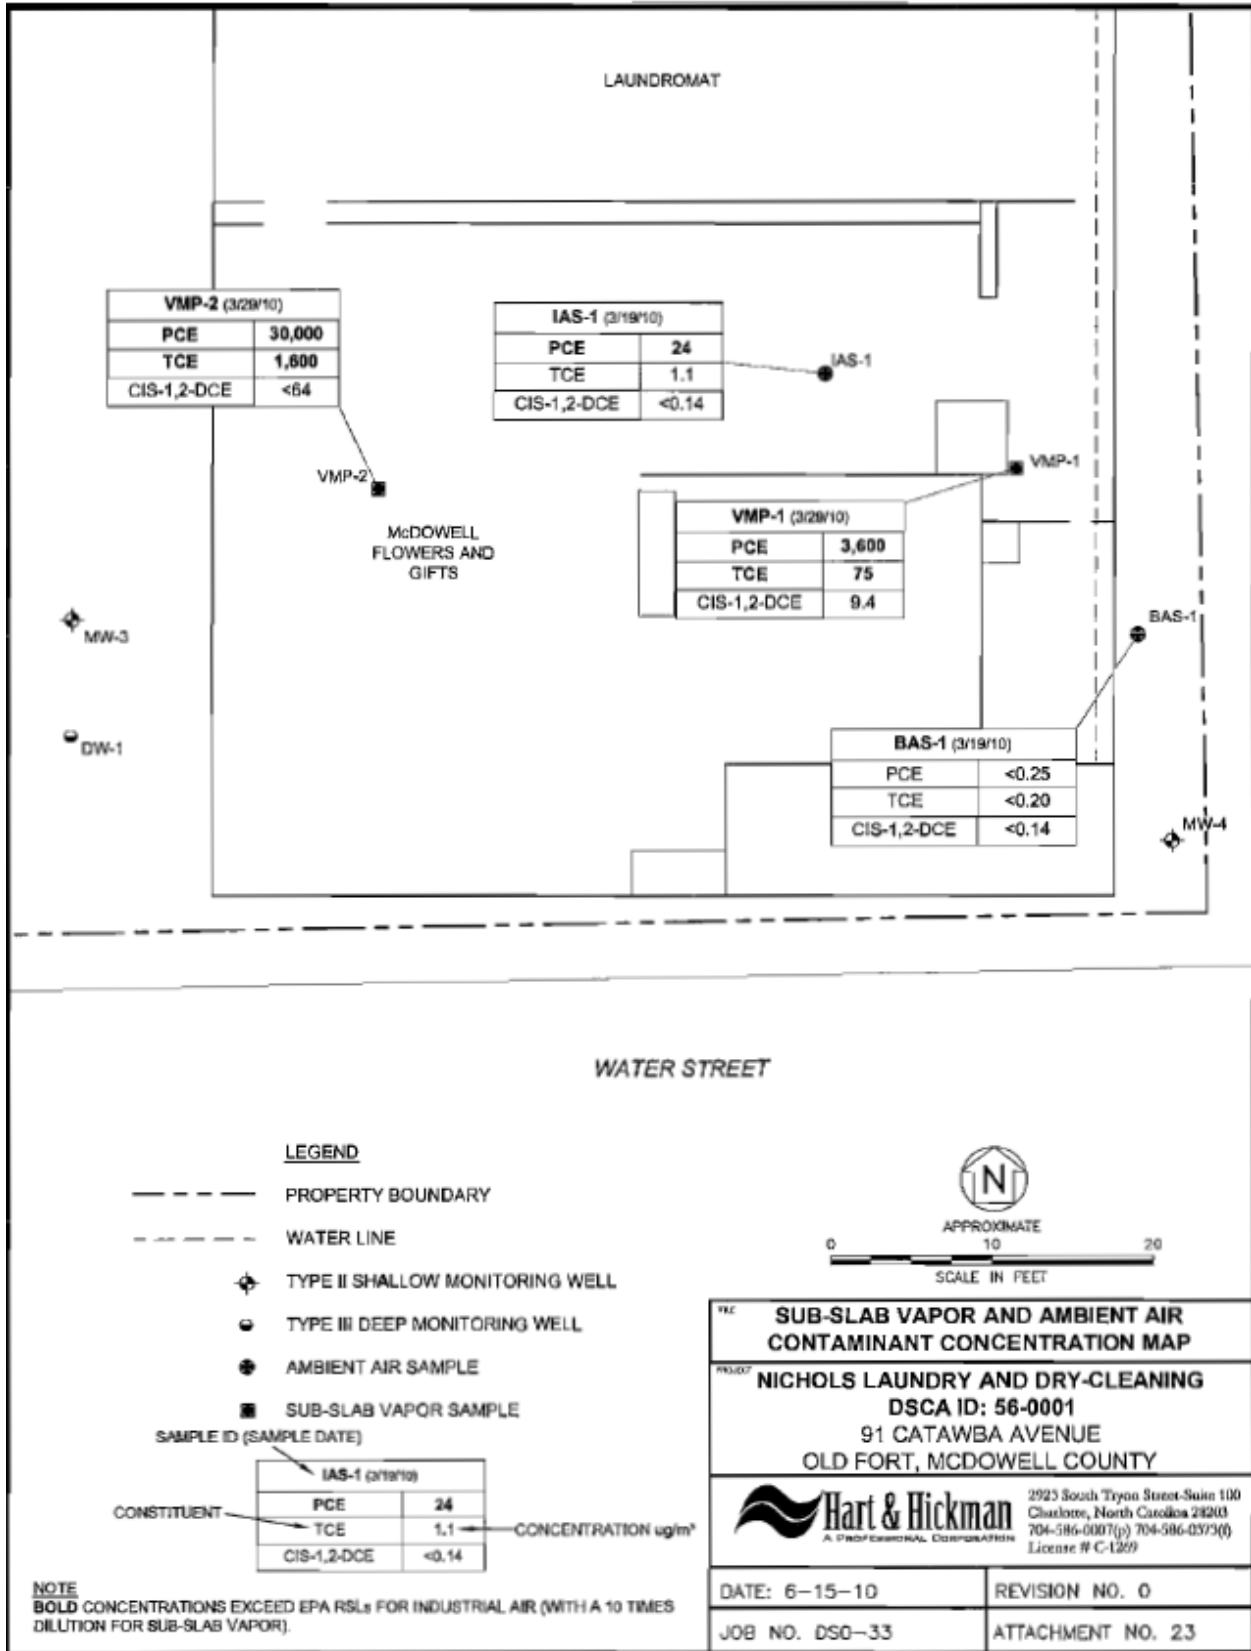 LAUNDROMAT
VMP-2 (3/29/10)
PCE 30,000
TCE 1,600
CIS-1,2-DCE <64
IAS-1 (3/19/10)
PCE 24
TCE 1.1
CIS-1,2-DCE <0.14
IAS-1
VMP-2
VMP-1
McDOWELL
FLOWERS AND
GIFTS
VMP-1 (3/29/10)
PCE 3,600
TCE 75
CIS-1,2-DCE 9.4
MW-3
BAS-1
DW-1
BAS-1 (3/19/10)
PCE <0.25
TCE <0.20
CIS-1,2-DCE <0.14
MW-4
WATER STREET
LEGEND
PROPERTY BOUNDARY
WATER LINE
TYPE II SHALLOW MONITORING WELL
TYPE III DEEP MONITORING WELL
AMBIENT AIR SAMPLE
SUB-SLAB VAPOR SAMPLE
SAMPLE ID (SAMPLE DATE)
IAS-1 (3/19/10)
PCE 24
CONSTITUENT TCE 1.1 CONCENTRATION ug/m³
CIS-1,2-DCE <0.14
NOTE
BOLD CONCENTRATIONS EXCEED EPA RSLs FOR INDUSTRIAL AIR (WITH A 10 TIMES
DILUTION FOR SUB-SLAB VAPOR).
N
APPROXIMATE
0 10 20
SCALE IN FEET
TITLE SUB-SLAB VAPOR AND AMBIENT AIR
CONTAMINANT CONCENTRATION MAP
PROJECT NICHOLS LAUNDRY AND DRY-CLEANING
DSCA ID: 56-0001
91 CATAWBA AVENUE
OLD FORT, MCDOWELL COUNTY
Hart & Hickman
A PROFESSIONAL CORPORATION
2923 South Tryon Street-Suite 100
Charlotte, North Carolina 28203
704-586-0007(p) 704-586-0373(f)
License # C-1269
DATE: 6-15-10
REVISION NO. 0
JOB NO. DSO-33
ATTACHMENT NO. 23